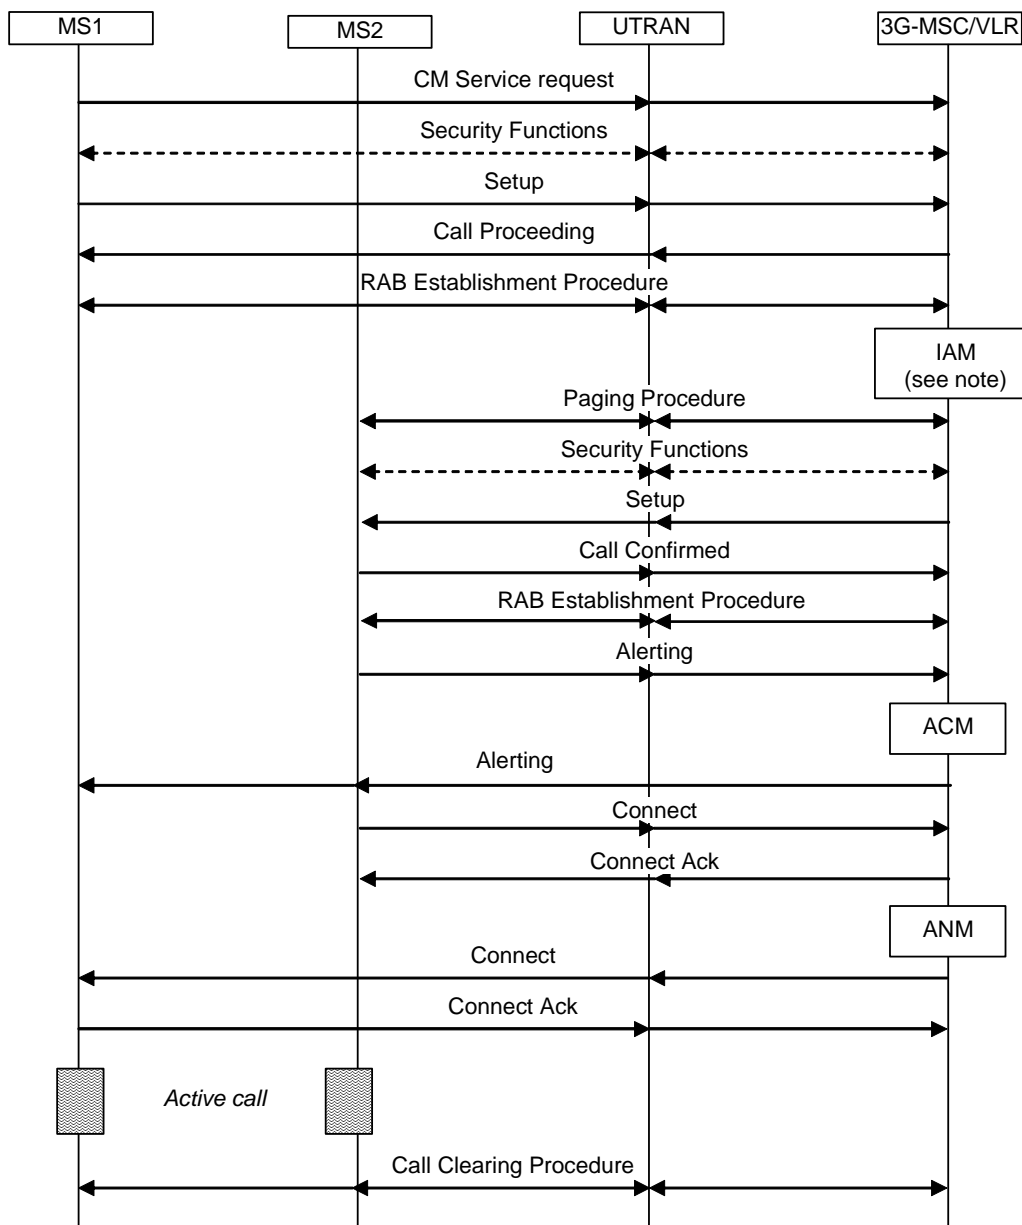 MS1
MS2
UTRAN
3G-MSC/VLR
CM Service request
Security Functions
Setup
Call Proceeding
RAB Establishment Procedure
IAM
(see note)
Paging Procedure
Security Functions
Setup
Call Confirmed
RAB Establishment Procedure
Alerting
ACM
Alerting
Connect
Connect Ack
ANM
Connect
Connect Ack
Active call
Call Clearing Procedure